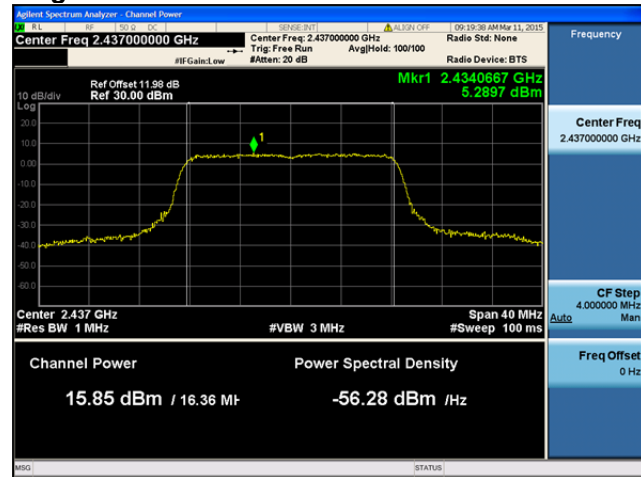 Agilent Spectrum Analyzer - Channel Power
RL RF 50 Ω DC SENSE:INT ALIGN OFF 09:19:38 AM Mar 11, 2015
Center Freq 2.437000000 GHz Center Freq: 2.437000000 GHz Radio Std: None Frequency
Trig: Free Run Avg|Hold: 100/100
#IFGain:Low #Atten: 20 dB Radio Device: BTS
Mkr1 2.4340667 GHz
Ref Offset 11.98 dB
10 dB/div Ref 30.00 dBm 5.2897 dBm
Log
20.0
Center Freq
10.0 1
2.437000000 GHz
0.00
-10.0
-20.0
-30.0
-40.0
-50.0
-60.0
CF Step
4.000000 MHz
Center 2.437 GHz Span 40 MHz Auto Man
#Res BW 1 MHz #VBW 3 MHz #Sweep 100 ms
Channel Power Power Spectral Density
Freq Offset
0 Hz
15.85 dBm / 16.36 MH -56.28 dBm /Hz
MSG STATUS